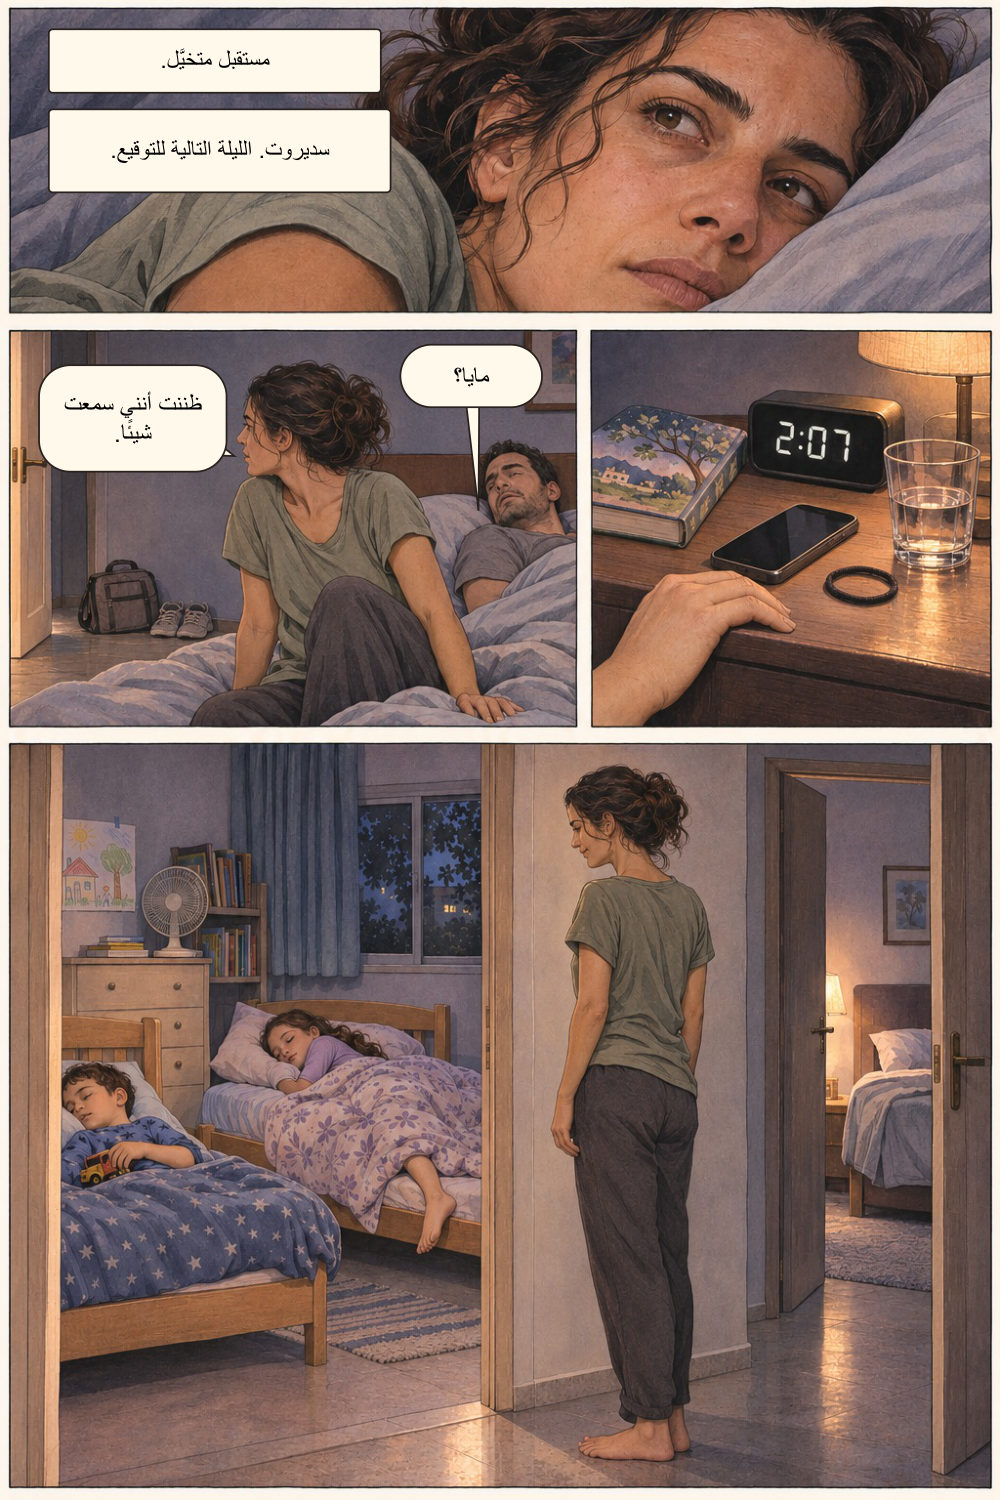 مستقبل متخيَّل.
سديروت. الليلة التالية للتوقيع.
مايا؟
ظننت أنني سمعت
شيئًا.
2:07